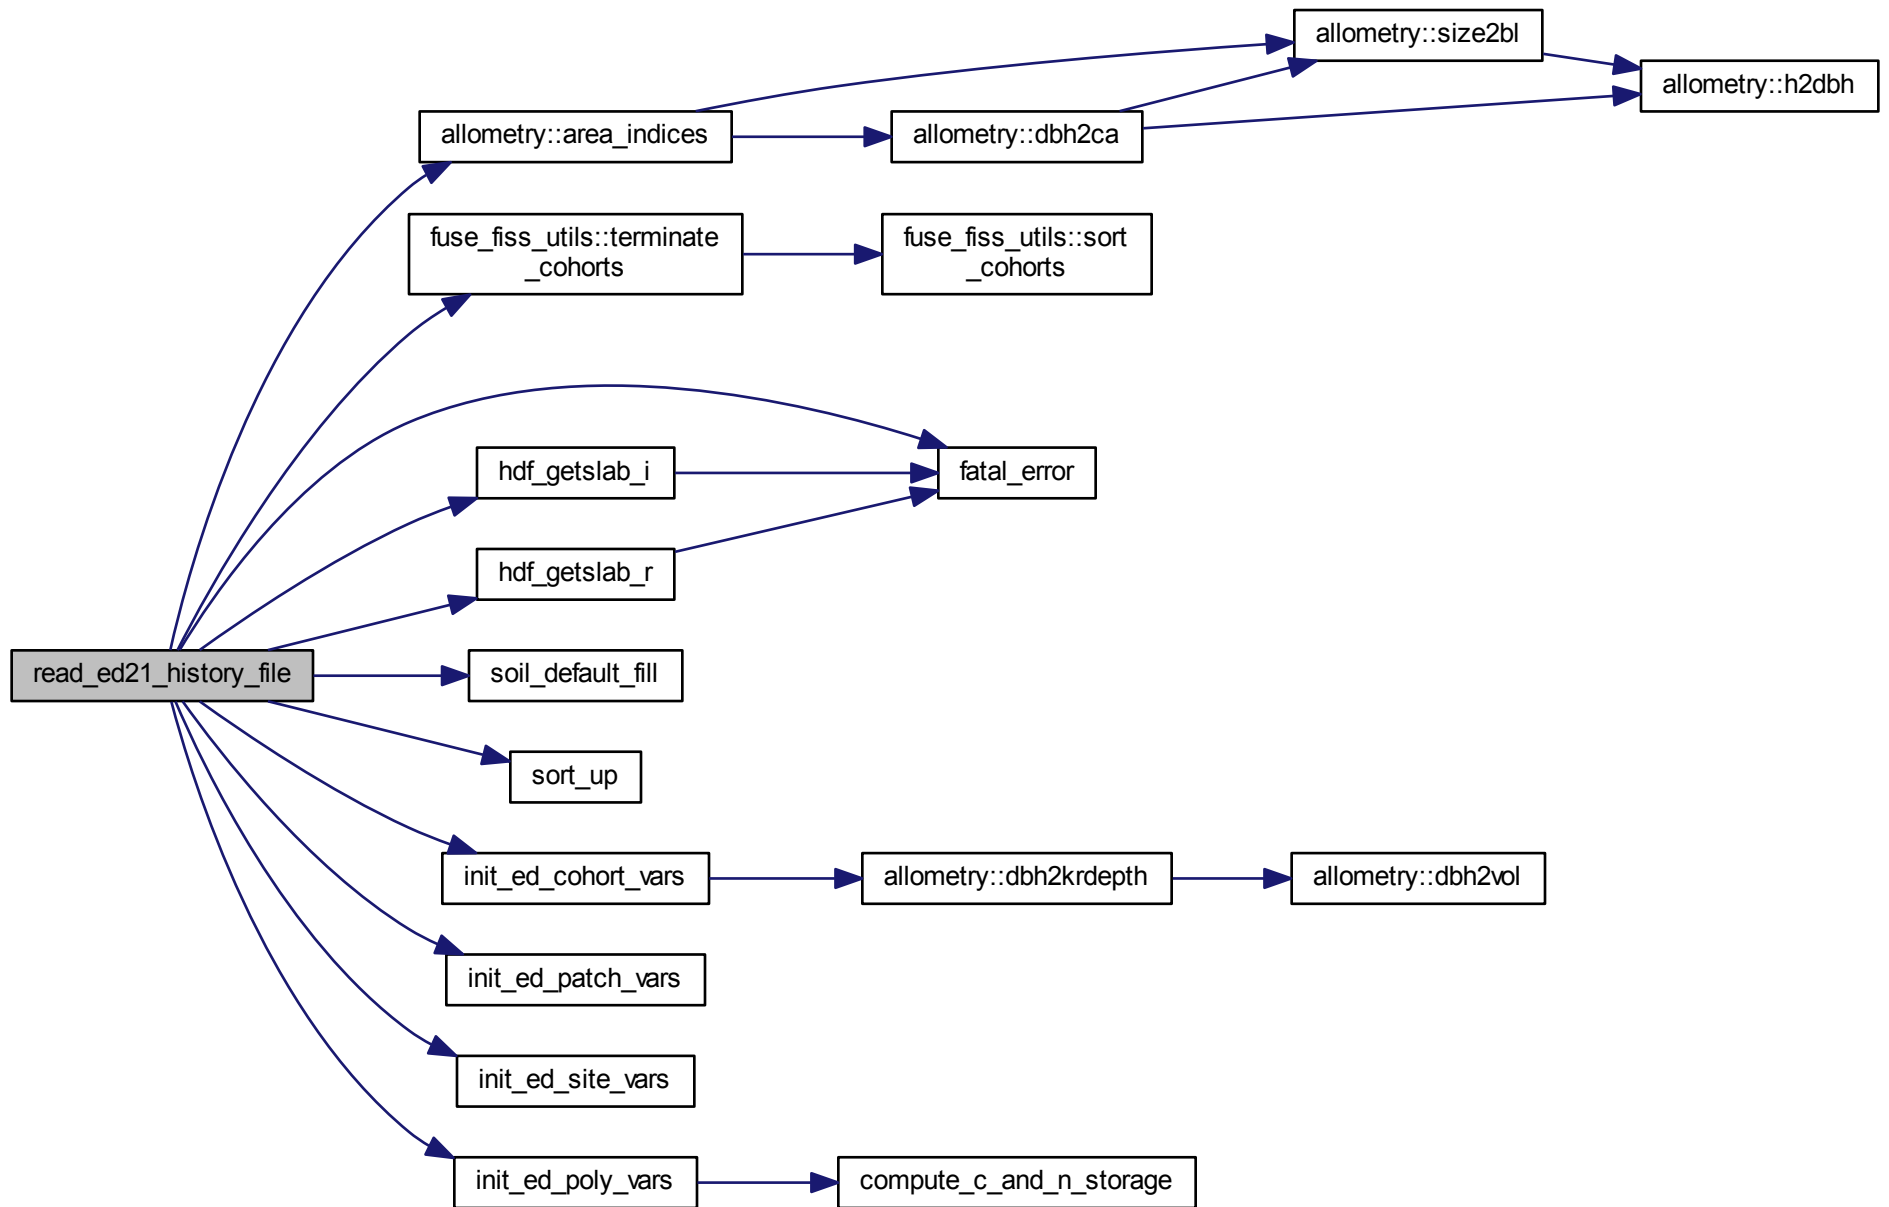 allometry::size2bl
allometry::h2dbh
allometry::area_indices
allometry::dbh2ca
fuse_fiss_utils::terminate
_cohorts
fuse_fiss_utils::sort
_cohorts
hdf_getslab_i
fatal_error
hdf_getslab_r
read_ed21_history_file
soil_default_fill
sort_up
init_ed_cohort_vars
allometry::dbh2krdepth
allometry::dbh2vol
init_ed_patch_vars
init_ed_site_vars
init_ed_poly_vars
compute_c_and_n_storage